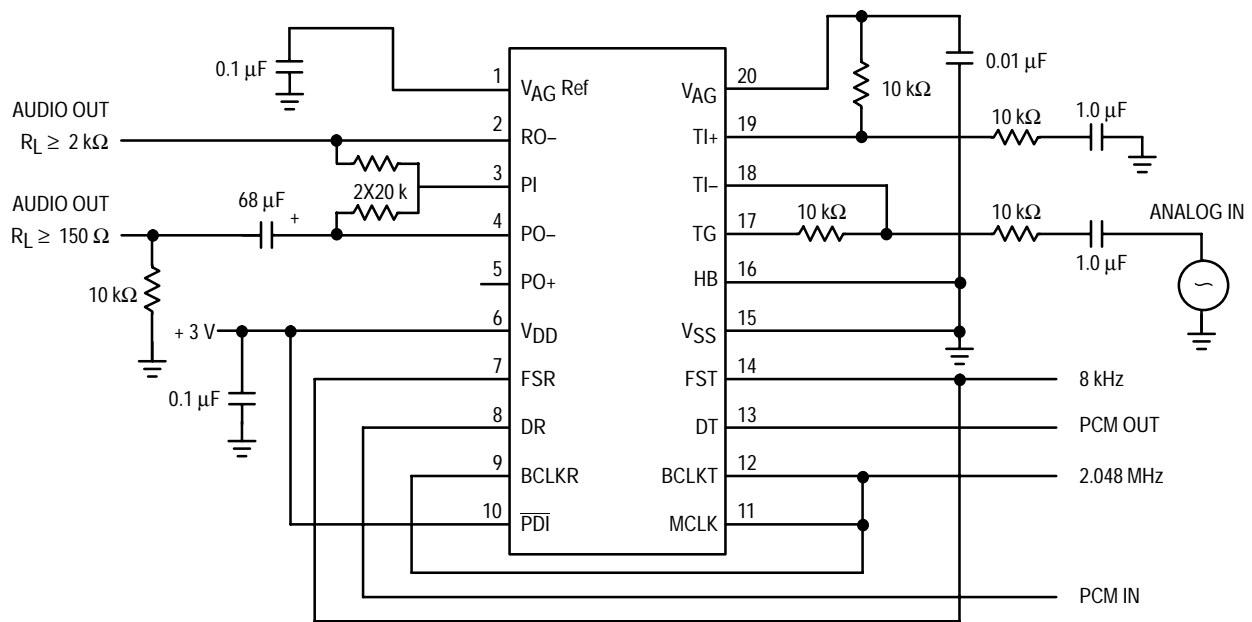 0.1 µF
AUDIO OUT
R_L ≥ 2 kΩ
AUDIO OUT
R_L ≥ 150 Ω
68 µF
+
2X20 k
10 kΩ
+ 3 V
0.1 µF
1 V_AG Ref
2 RO–
3 PI
4 PO–
5 PO+
6 V_DD
7 FSR
8 DR
9 BCLKR
10 P̅D̅I̅
V_AG 20
TI+ 19
TI– 18
TG 17
HB 16
V_SS 15
FST 14
DT 13
BCLKT 12
MCLK 11
10 kΩ
0.01 µF
10 kΩ
1.0 µF
10 kΩ
10 kΩ
1.0 µF
ANALOG IN
8 kHz
PCM OUT
2.048 MHz
PCM IN